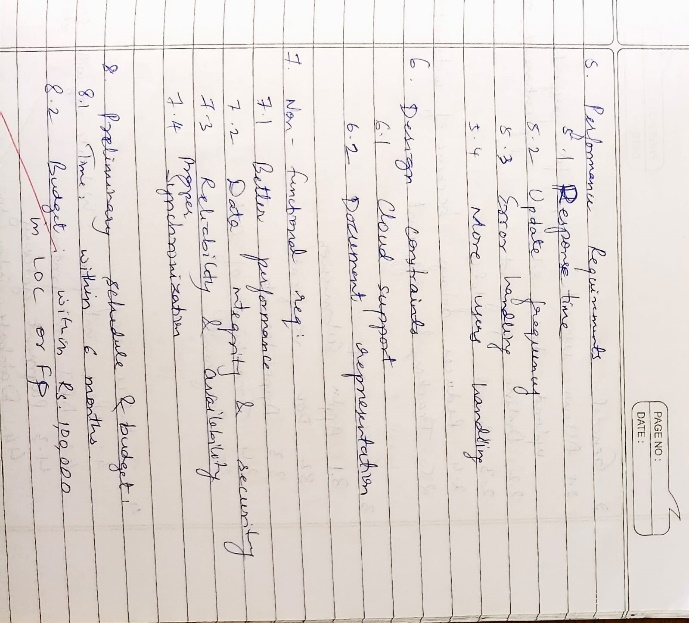 PAGE NO:
DATE:
5. Performance Requirements
5.1 Response time
5.2 Update frequency
5.3 Error handling
5.4 More users handling
6. Design constraints
6.1 Cloud support
6.2 Document representation
7. Non-functional req:
7.1 Better performance
7.2 Data integrity & security
7.3 Reliability & availability
7.4 Proper synchronization
8. Preliminary schedule & budget:
8.1 Time: within 6 months
8.2 Budget: within Rs. 100,000
in LOC or FP